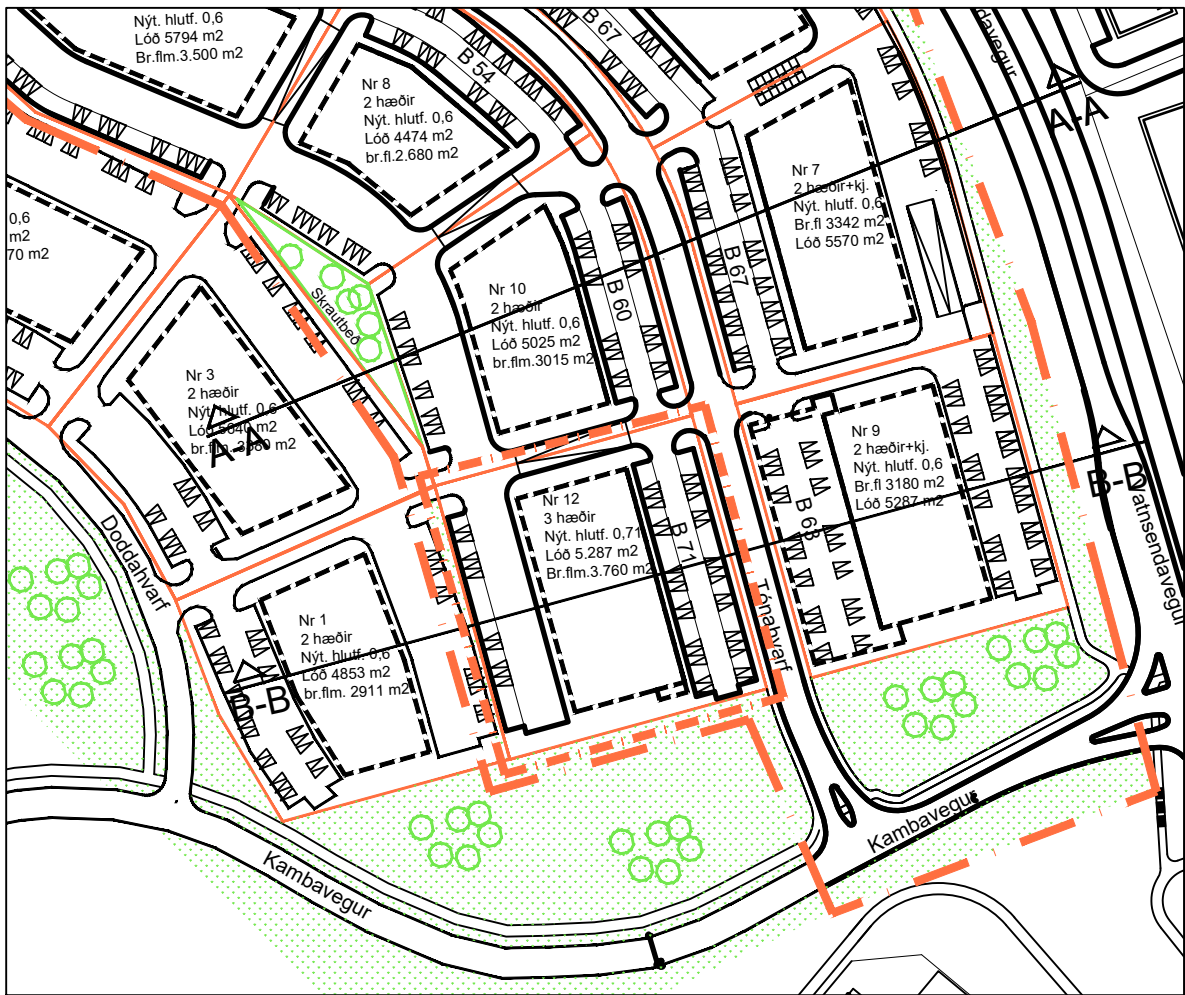 Nýt. hlutf. 0,6
Lóð 5794 m2
Br.flm.3.500 m2
Nr 8
2 hæðir
Nýt. hlutf. 0,6
Lóð 4474 m2
br.fl.2.680 m2
B 54
B 67
A-A
Nr 7
2 hæðir+kj.
Nýt. hlutf. 0,6
Br.fl 3342 m2
Lóð 5570 m2
0,6
m2
70 m2
Skrautbeð
Nr 10
2 hæðir
Nýt. hlutf. 0,6
Lóð 5025 m2
br.flm.3015 m2
B 60
B 67
Nr 3
2 hæðir
Nýt. hlutf. 0,6
Lóð 5640 m2
A-A
Nr 9
2 hæðir+kj.
Nýt. hlutf. 0,6
Br.fl 3180 m2
Lóð 5287 m2
B 63
B-B
Vatnsendavegur
Nr 12
3 hæðir
Nýt. hlutf. 0,71
Lóð 5.287 m2
Br.flm.3.760 m2
B 71
Tónahvarf
Doddahvarf
Nr 1
2 hæðir
Nýt. hlutf. 0,6
Lóð 4853 m2
br.flm. 2911 m2
B-B
Kambavegur
Kambavegur